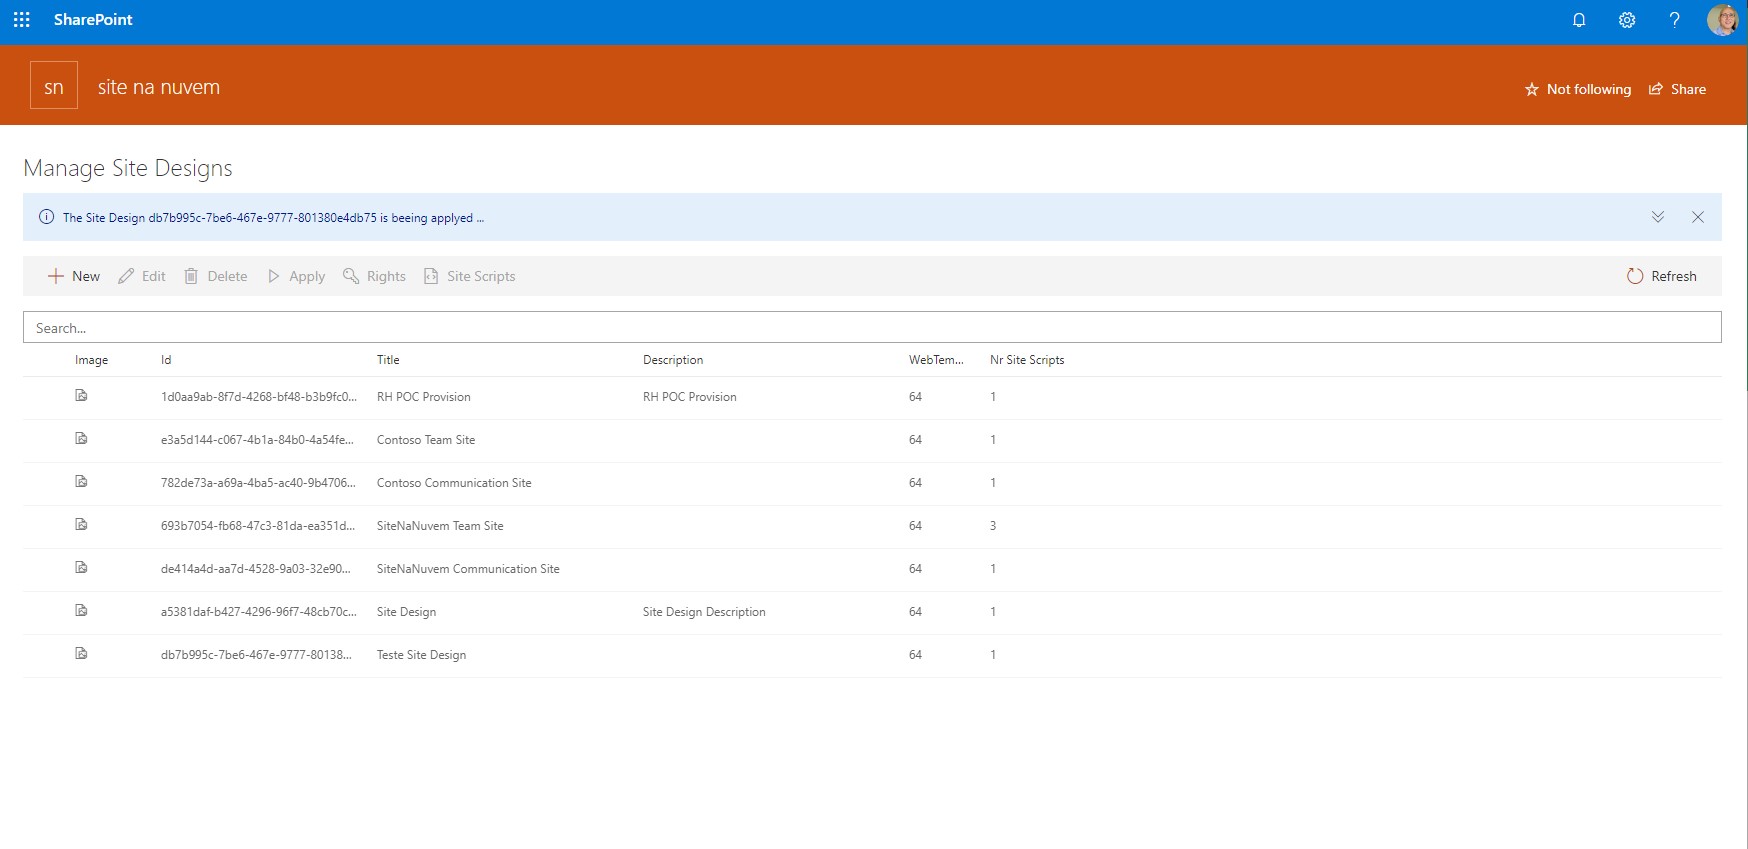 SharePoint
sn site na nuvem Not following Share
Manage Site Designs
The Site Design db7b995c-7be6-467e-9777-801380e4db75 is beeing applyed ...
New Edit Delete Apply Rights Site Scripts Refresh
Search...
Image Id Title Description WebTem... Nr Site Scripts
1d0aa9ab-8f7d-4268-bf48-b3b9fc0... RH POC Provision RH POC Provision 64 1
e3a5d144-c067-4b1a-84b0-4a54fe... Contoso Team Site 64 1
782de73a-a69a-4ba5-ac40-9b4706... Contoso Communication Site 64 1
693b7054-fb68-47c3-81da-ea351d... SiteNaNuvem Team Site 64 3
de414a4d-aa7d-4528-9a03-32e90... SiteNaNuvem Communication Site 64 1
a5381daf-b427-4296-96f7-48cb70c... Site Design Site Design Description 64 1
db7b995c-7be6-467e-9777-80138... Teste Site Design 64 1